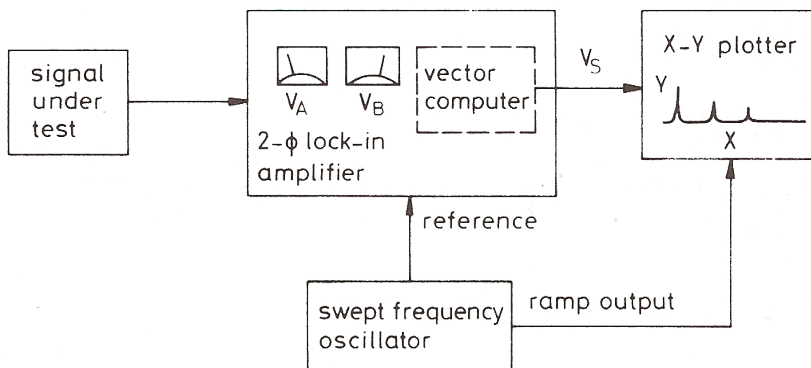 signal
under
test
V_A
V_B
vector
computer
2-ϕ lock-in
amplifier
V_S
X-Y plotter
Y
X
reference
swept frequency
oscillator
ramp output